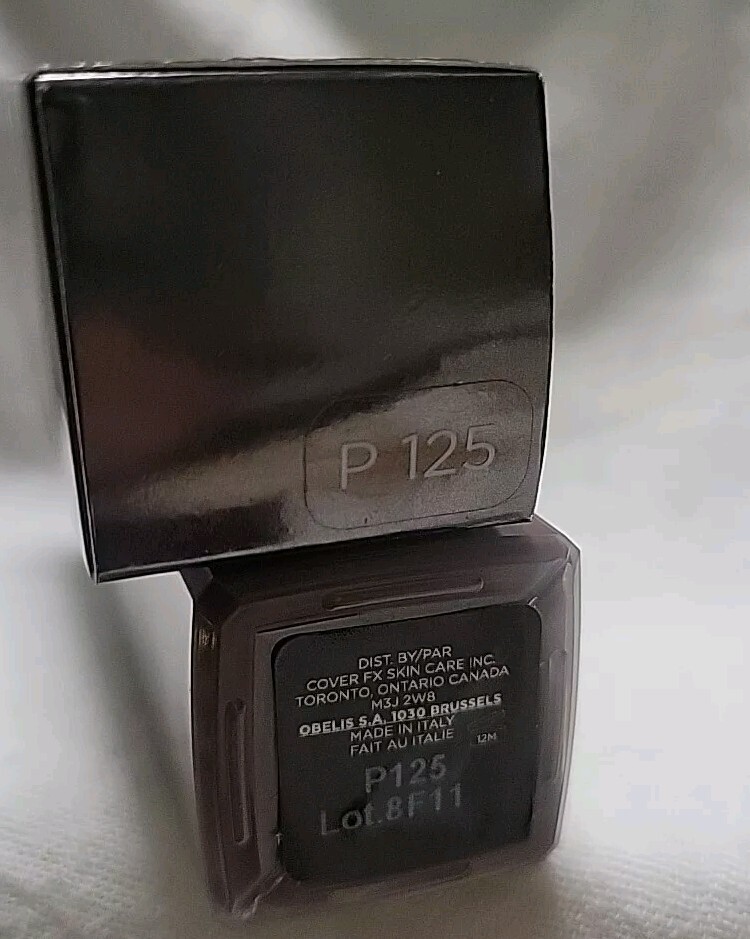 P 125
DIST. BY/PAR
COVER FX SKIN CARE INC.
TORONTO, ONTARIO CANADA
M3J 2W8
OBELIS S.A. 1030 BRUSSELS
MADE IN ITALY
FAIT AU ITALIE
12M
P125
Lot.8F11